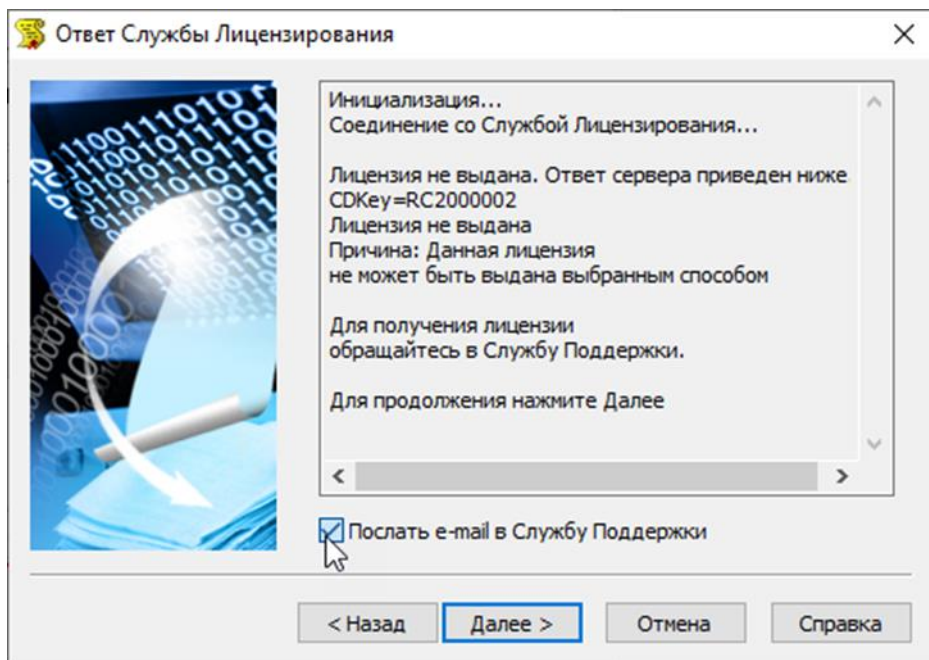 Ответ Службы Лицензирования
Инициализация...
Соединение со Службой Лицензирования...
Лицензия не выдана. Ответ сервера приведен ниже
CDKey=RC2000002
Лицензия не выдана
Причина: Данная лицензия
не может быть выдана выбранным способом
Для получения лицензии
обращайтесь в Службу Поддержки.
Для продолжения нажмите Далее
Послать e-mail в Службу Поддержки
< Назад
Далее >
Отмена
Справка